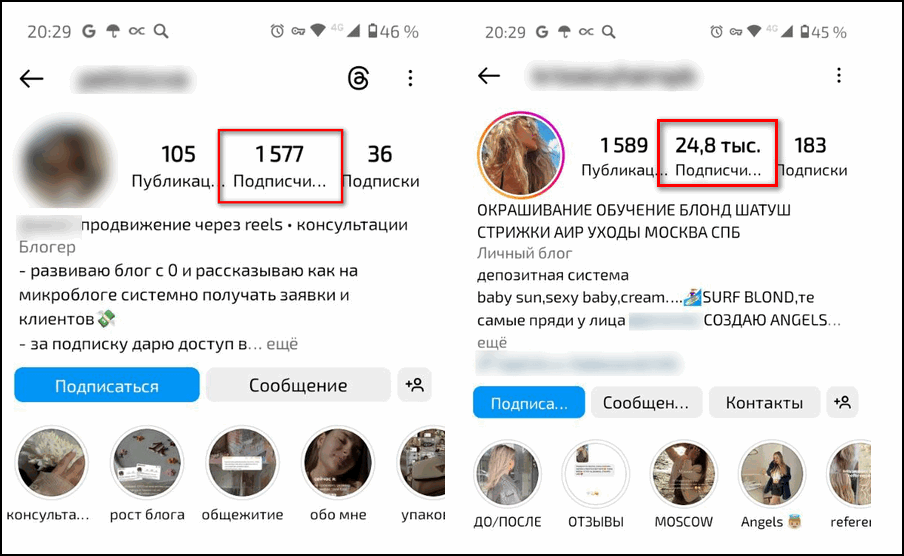 20:29
4G
46 %
105
1 577
36
Публикац...
Подписчи...
Подписки
продвижение через reels • консультации
Блогер
- развиваю блог с 0 и рассказываю как на
микроблоге системно получать заявки и
клиентов💸
- за подписку дарю доступ в... ещё
Подписаться
Сообщение
консульта...
рост блога
общежитие
обо мне
упаков
20:29
4G
45 %
1 589
24,8 тыс.
183
Публикац...
Подписчи...
Подписки
ОКРАШИВАНИЕ ОБУЧЕНИЕ БЛОНД ШАТУШ
СТРИЖКИ АИР УХОДЫ МОСКВА СПБ
Личный блог
депозитная система
baby sun,sexy baby,cream....🏄SURF BLOND,те
самые пряди у лица СОЗДАЮ ANGELS...
ещё
Подписа...
Сообщен...
Контакты
ДО/ПОСЛЕ
ОТЗЫВЫ
MOSCOW
Angels 👼
referen